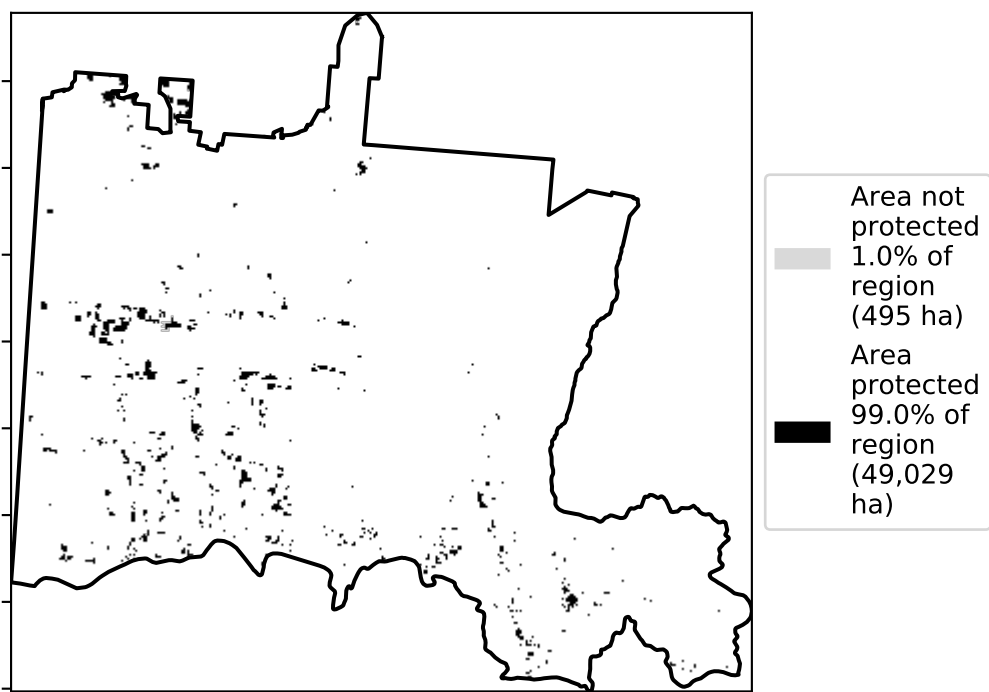 Area not
protected
1.0% of
region
(495 ha)
Area
protected
99.0% of
region
(49,029
ha)